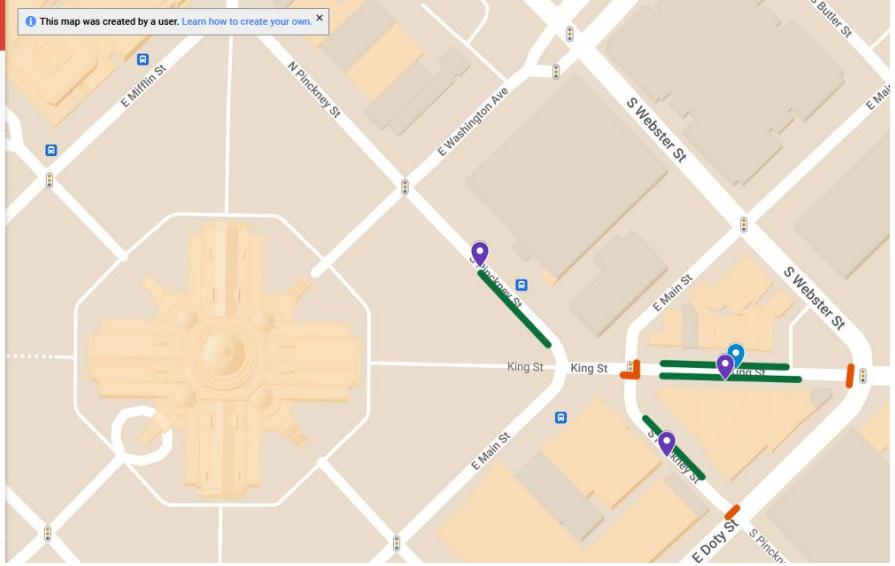 This map was created by a user. Learn how to create your own.
S Butler St
E Mifflin St
N Pinckney St
E Washington Ave
E Main
S Webster St
S Pinckney St
E Main St
S Webster St
King St
King St
King St
E Main St
S Pinckney St
E Doty St
S Pinckn